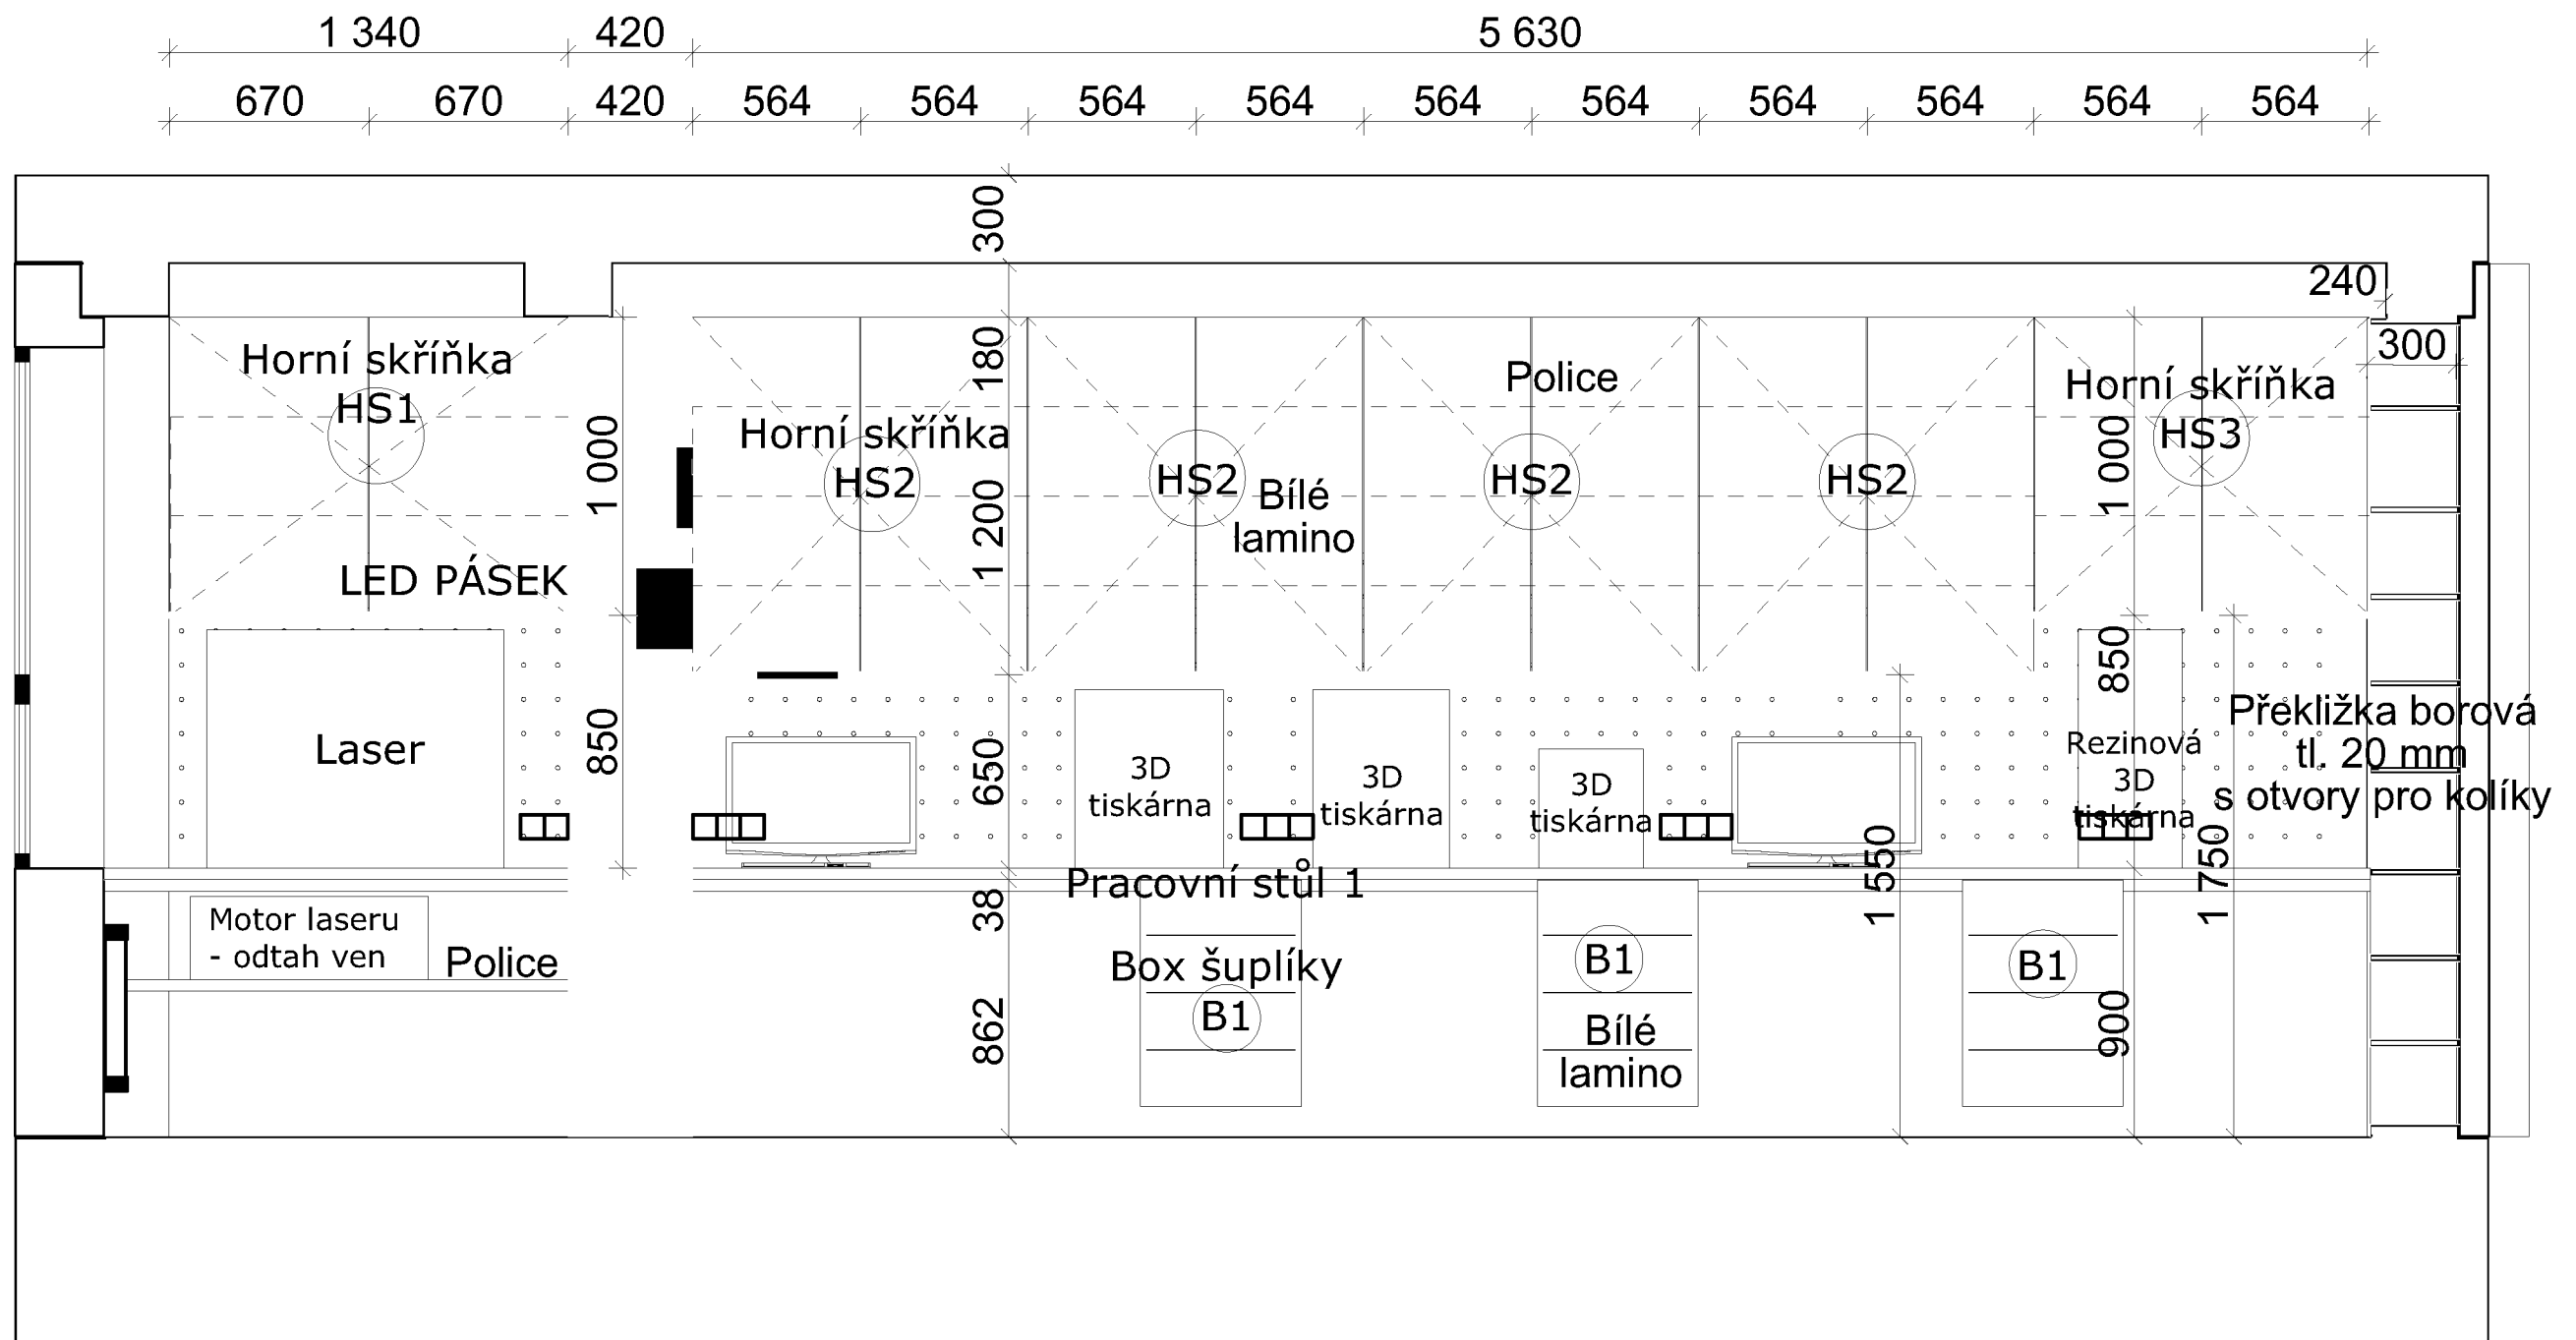 1 340 420 5 630
670 670 420 564 564 564 564 564 564 564 564 564 564
300
240
180
300
Horní skříňka
HS1
Police
Horní skříňka
HS3
Horní skříňka
HS2
HS2
HS2
HS2
1 000
1 200
1 000
Bílé
lamino
LED PÁSEK
850
650
850
Laser
3D
tiskárna
3D
tiskárna
3D
tiskárna
Rezinová
3D
tiskárna
Překližka borová
tl. 20 mm
s otvory pro kolíky
1 550
1 750
Pracovní stůl 1
38
Motor laseru
- odtah ven
Police
Box šuplíky
B1
B1
B1
862
Bílé
lamino
900